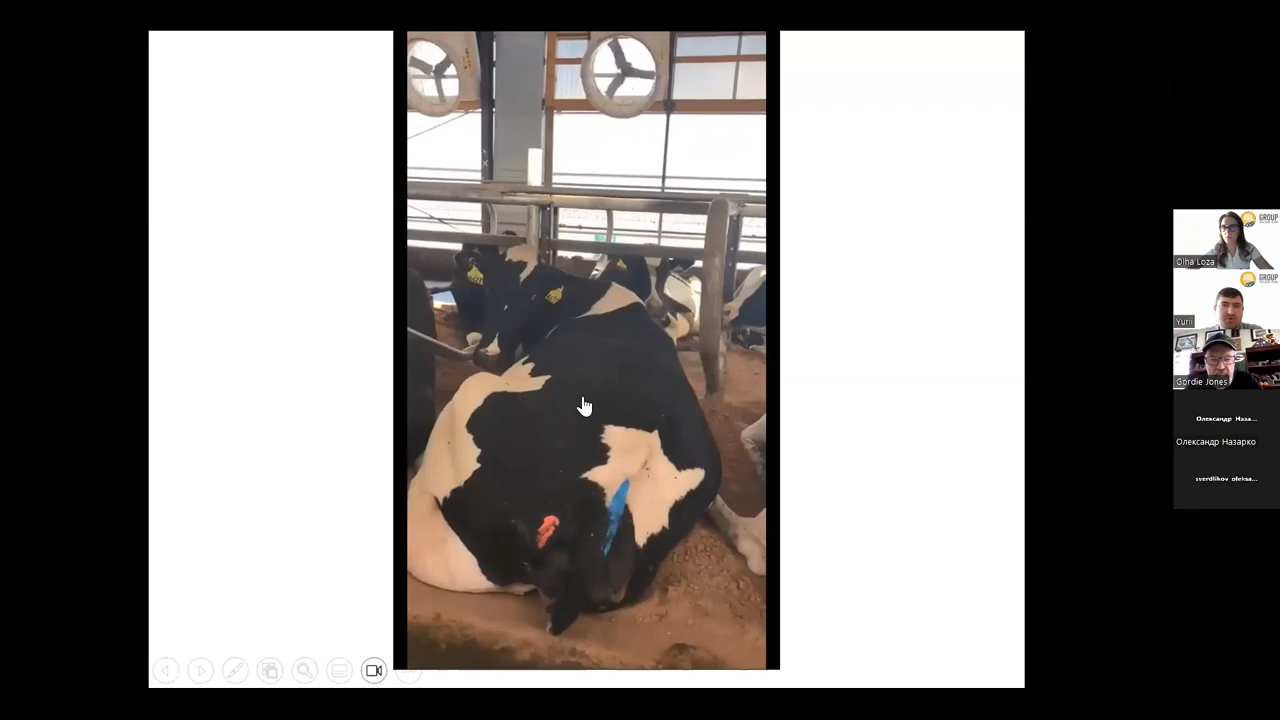 GROUP
Olha Loza
GROUP
Yurii
Gordie Jones
Олександр Наза...
Олександр Назарко
sverdlikov oleksa...